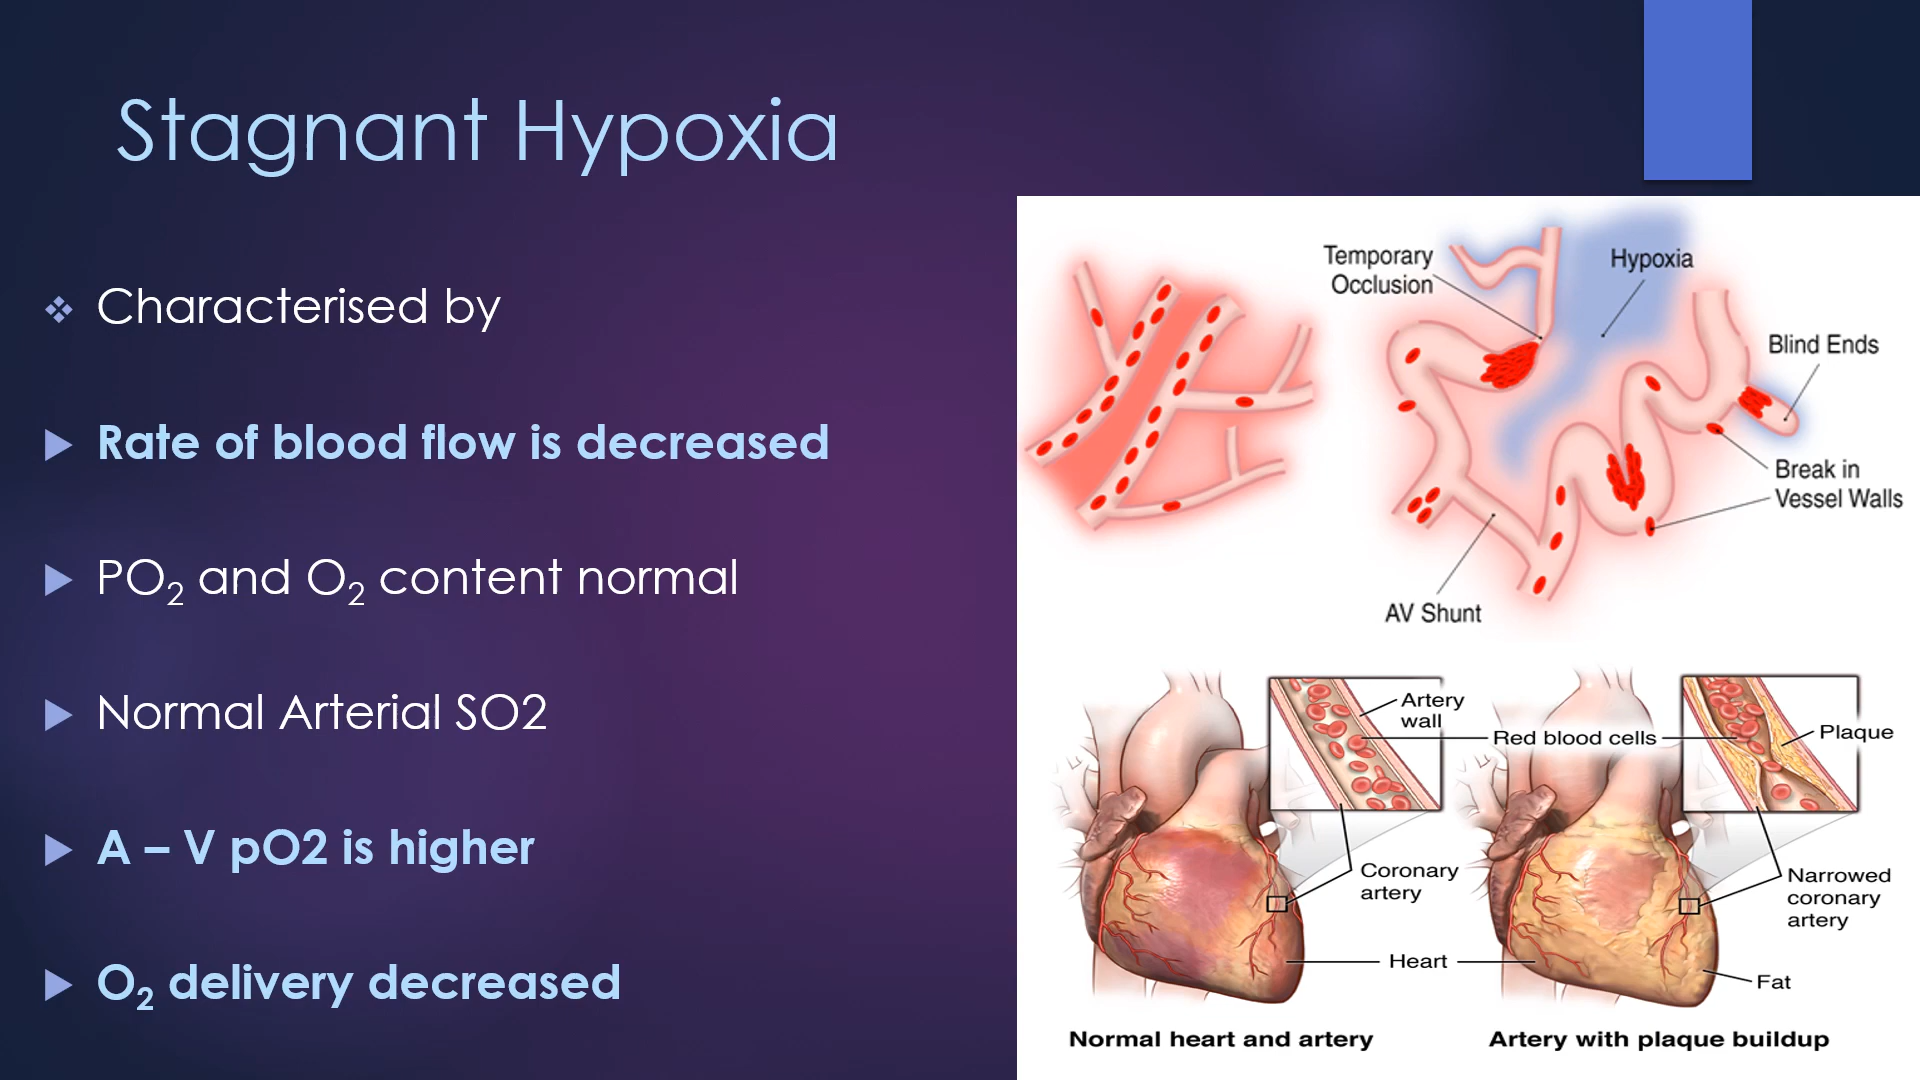 Stagnant Hypoxia
Characterised by
Rate of blood flow is decreased
PO₂ and O₂ content normal
Normal Arterial SO2
A – V pO2 is higher
O₂ delivery decreased
Temporary
Occlusion
Hypoxia
Blind Ends
Break in
Vessel Walls
AV Shunt
Artery
wall
Red blood cells
Plaque
Coronary
artery
Narrowed
coronary
artery
Heart
Fat
Normal heart and artery
Artery with plaque buildup